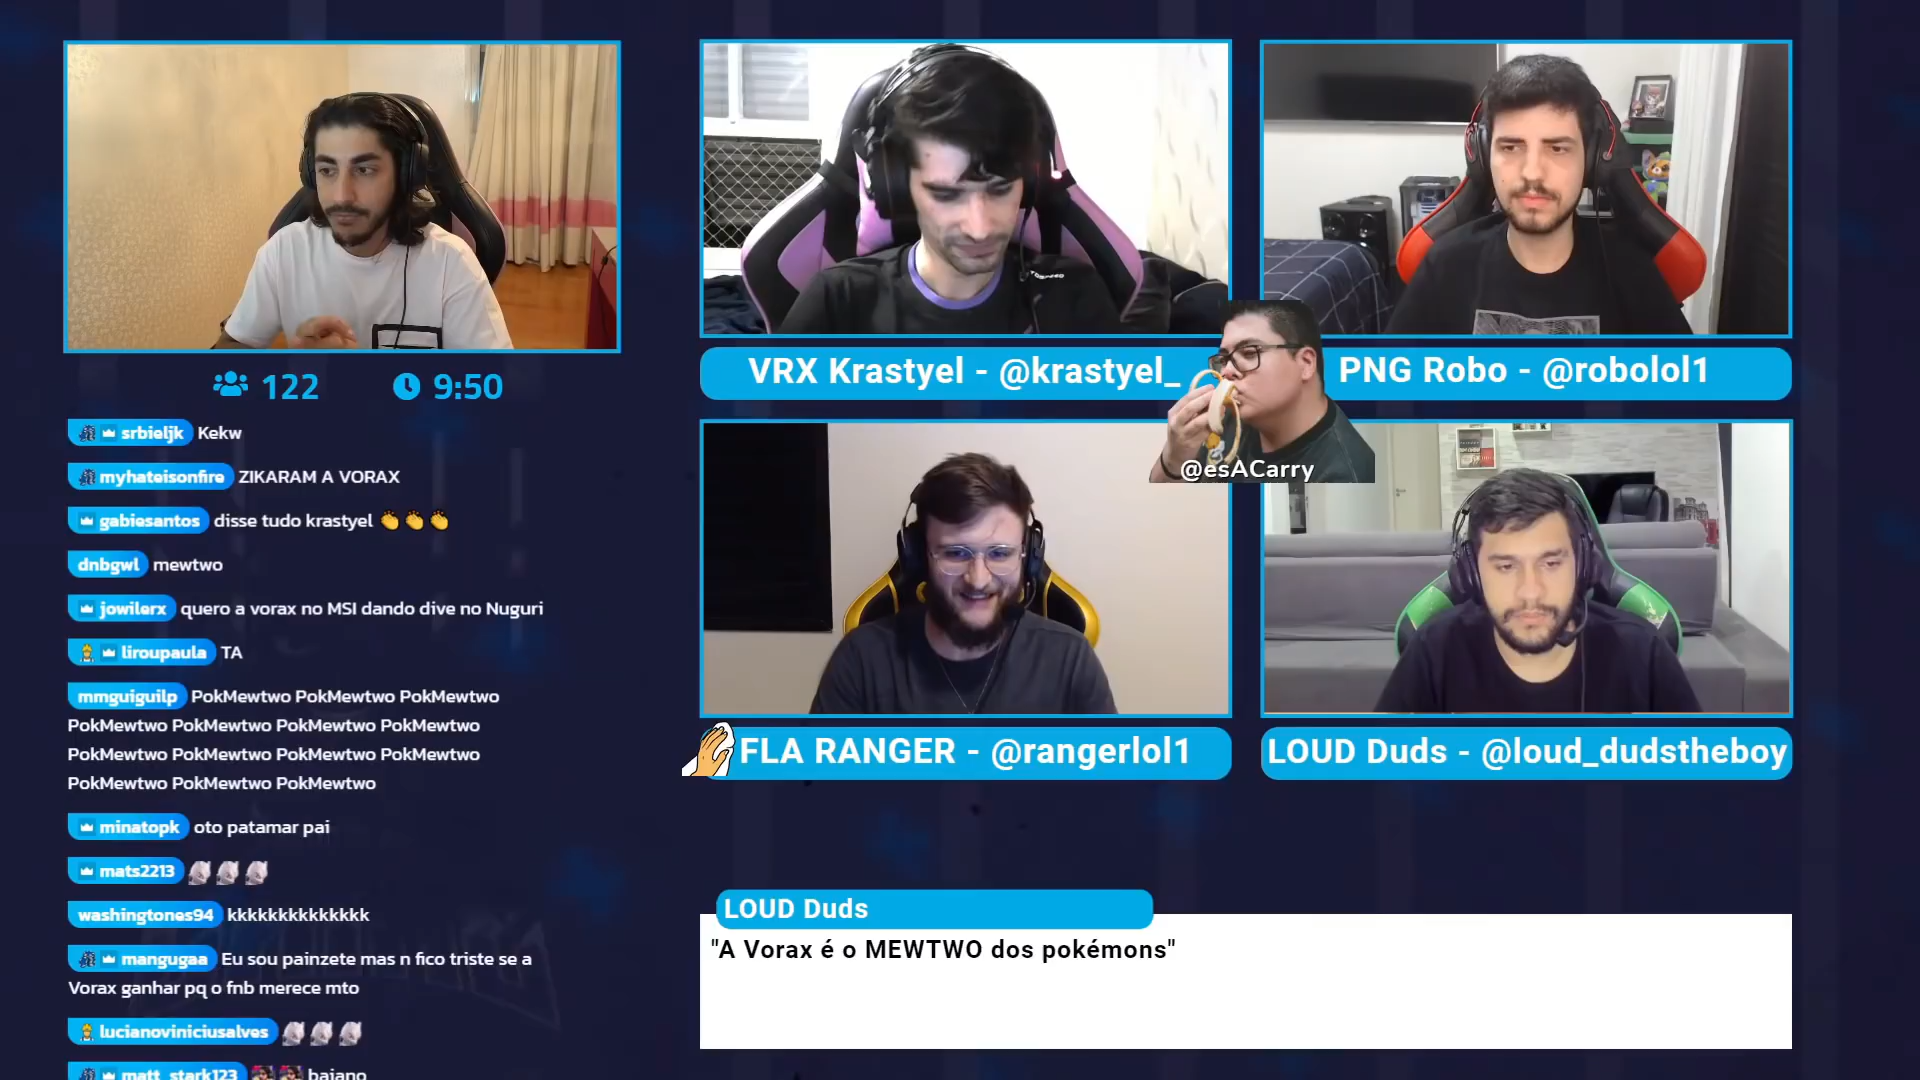 122 9:50
srbieljk Kekw
myhateisonfire ZIKARAM A VORAX
gabiesantos disse tudo krastyel 👏 👏 👏
dnbgwl mewtwo
jowilerx quero a vorax no MSI dando dive no Nuguri
liroupaula TA
mmguiguilp PokMewtwo PokMewtwo PokMewtwo
PokMewtwo PokMewtwo PokMewtwo PokMewtwo
PokMewtwo PokMewtwo PokMewtwo PokMewtwo
PokMewtwo PokMewtwo PokMewtwo
minatopk oto patamar pai
mats2213
washingtones94 kkkkkkkkkkkkkk
mangugaa Eu sou painzete mas n fico triste se a
Vorax ganhar pq o fnb merece mto
lucianoviniciusalves
matt_stark123 baiano
VRX Krastyel - @krastyel_
PNG Robo - @robolol1
@esACarry
FLA RANGER - @rangerlol1
LOUD Duds - @loud_dudstheboy
LOUD Duds
"A Vorax é o MEWTWO dos pokémons"